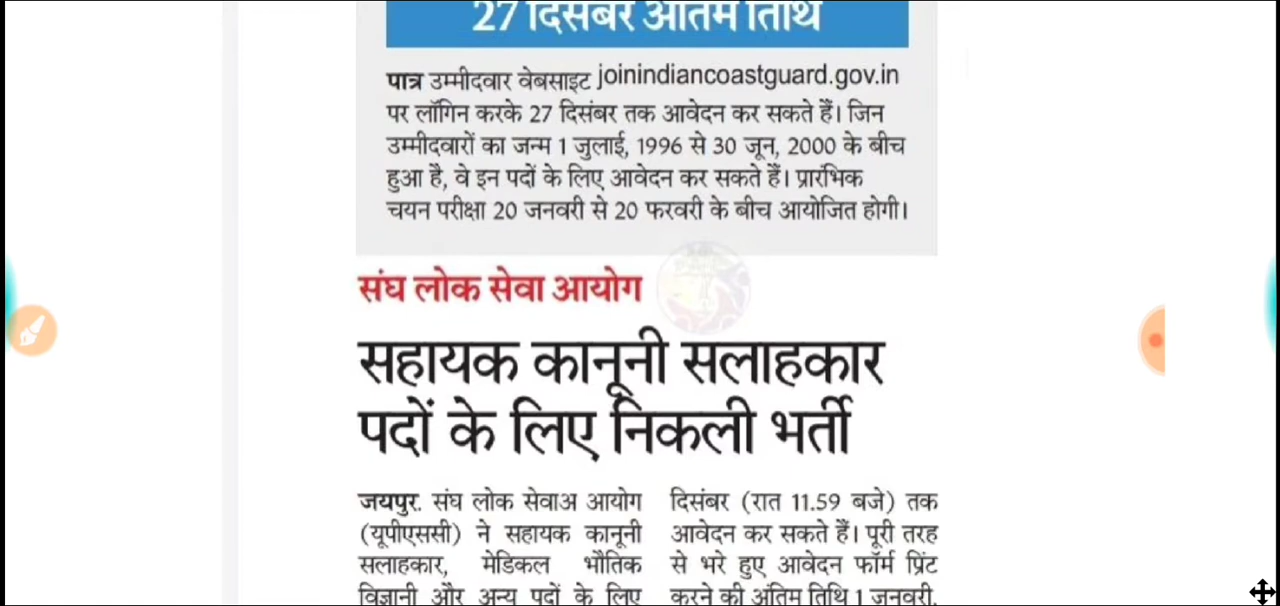 27 दिसंबर अंतिम तिथि
पात्र उम्मीदवार वेबसाइट joinindiancoastguard.gov.in
पर लॉगिन करके 27 दिसंबर तक आवेदन कर सकते हैं। जिन
उम्मीदवारों का जन्म 1 जुलाई, 1996 से 30 जून, 2000 के बीच
हुआ है, वे इन पदों के लिए आवेदन कर सकते हैं। प्रारंभिक
चयन परीक्षा 20 जनवरी से 20 फरवरी के बीच आयोजित होगी।
संघ लोक सेवा आयोग
सहायक कानूनी सलाहकार
पदों के लिए निकली भर्ती
जयपुर. संघ लोक सेवाअ आयोग
(यूपीएससी) ने सहायक कानूनी
सलाहकार, मेडिकल भौतिक
विज्ञानी और अन्य पदों के लिए
दिसंबर (रात 11.59 बजे) तक
आवेदन कर सकते हैं। पूरी तरह
से भरे हुए आवेदन फॉर्म प्रिंट
करने की अंतिम तिथि 1 जनवरी,